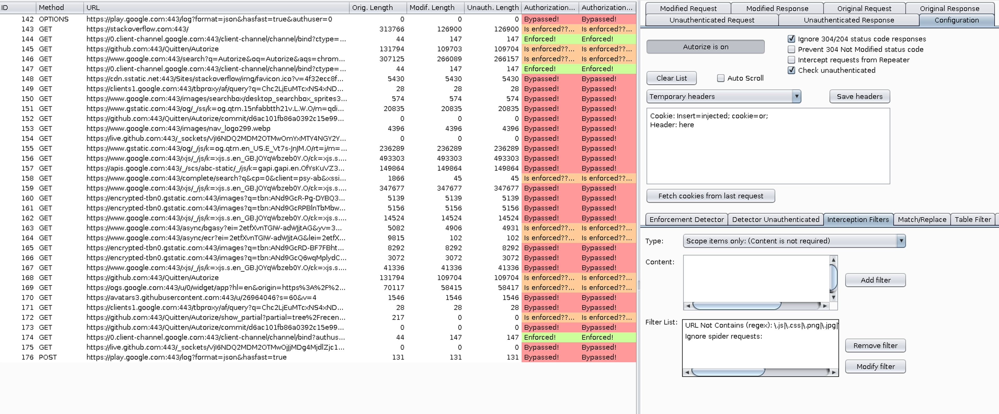 ID Method URL Orig. Length Modif. Length Unauth. Length Authorization... Authorization...
142 OPTIONS https://play.google.com:443/log?format=json&hasfast=true&authuser=0 0 0 0 Bypassed! Bypassed!
143 GET https://stackoverflow.com:443/ 313766 126900 126900 Is enforced??... Is enforced??...
144 GET https://0.client-channel.google.com:443/client-channel/channel/bind?ctype=... 44 147 147 Enforced! Enforced!
145 GET https://github.com:443/Quitten/Autorize 131794 109703 109704 Is enforced??... Is enforced??...
146 GET https://www.google.com:443/search?q=Autorize&oq=Autorize&aqs=chrom... 307125 266089 266157 Is enforced??... Is enforced??...
147 GET https://0.client-channel.google.com:443/client-channel/channel/bind?ctype=... 44 147 147 Enforced! Enforced!
148 GET https://cdn.sstatic.net:443/Sites/stackoverflow/img/favicon.ico?v=4f32ecc8f... 5430 5430 5430 Bypassed! Bypassed!
149 GET https://clients1.google.com:443/tbproxy/af/query?q=Chc2LjEuMTcxNS4xND... 28 28 28 Bypassed! Bypassed!
150 GET https://www.google.com:443/images/searchbox/desktop_searchbox_sprites3... 574 574 574 Bypassed! Bypassed!
151 GET https://www.gstatic.com:443/og/_/ss/k=og.qtm.15nfabbtth21v.L.W.O/m=qdi... 20835 20835 20835 Bypassed! Bypassed!
152 GET https://github.com:443/Quitten/Autorize/commit/d6ac101fb86a0392c15e99... 0 0 0 Bypassed! Bypassed!
153 GET https://www.google.com:443/images/nav_logo299.webp 4396 4396 4396 Bypassed! Bypassed!
154 GET https://live.github.com:443/_sockets/VjI6NDQ2MDM2OTMwOmYxMTY4NGY2Y... 0 0 0 Bypassed! Bypassed!
155 GET https://www.gstatic.com:443/og/_/js/k=og.qtm.en_US.E_Vt7s-JnJM.O/rt=j/m=... 236289 236289 236289 Bypassed! Bypassed!
156 GET https://www.google.com:443/xjs/_/js/k=xjs.s.en_GB.JOYqWbzeb0Y.O/ck=xjs.s.... 493303 493303 493303 Bypassed! Bypassed!
157 GET https://apis.google.com:443/_/scs/abc-static/_/js/k=gapi.gapi.en.OfYsKuVZ3... 149864 149864 149864 Bypassed! Bypassed!
158 GET https://www.google.com:443/complete/search?q&cp=0&client=psy-ab&xssi... 1866 45 45 Is enforced??... Is enforced??...
159 GET https://www.google.com:443/xjs/_/js/k=xjs.s.en_GB.JOYqWbzeb0Y.O/ck=xjs.s.... 347677 347677 347677 Bypassed! Bypassed!
160 GET https://encrypted-tbn0.gstatic.com:443/images?q=tbn:ANd9GcR-Pg-DYBQ3... 5139 5139 5139 Bypassed! Bypassed!
161 GET https://encrypted-tbn0.gstatic.com:443/images?q=tbn:ANd9GcRPBlnTbMbw... 5156 5156 5156 Bypassed! Bypassed!
162 GET https://www.google.com:443/xjs/_/js/k=xjs.s.en_GB.JOYqWbzeb0Y.O/ck=xjs.s.... 14524 14524 14524 Bypassed! Bypassed!
163 GET https://www.google.com:443/async/bgasy?ei=2etfXvnTGIW-adWJjtAG&yv=3... 5082 4906 4931 Is enforced??... Is enforced??...
164 GET https://www.google.com:443/async/ecr?ei=2etfXvnTGIW-adWJjtAG&lei=2etfX... 9815 102 102 Is enforced??... Is enforced??...
165 GET https://encrypted-tbn0.gstatic.com:443/images?q=tbn:ANd9GcRD-BF7FBht... 8292 8292 8292 Bypassed! Bypassed!
166 GET https://encrypted-tbn0.gstatic.com:443/images?q=tbn:ANd9GcQ6wqMplydC... 3072 3072 3072 Bypassed! Bypassed!
167 GET https://www.google.com:443/xjs/_/js/k=xjs.s.en_GB.JOYqWbzeb0Y.O/ck=xjs.s.... 41336 41336 41336 Bypassed! Bypassed!
168 GET https://github.com:443/Quitten/Autorize 131794 109704 109704 Is enforced??... Is enforced??...
169 GET https://ogs.google.com:443/u/0/widget/app?hl=en&origin=https%3A%2F%2... 70117 58415 58417 Is enforced??... Is enforced??...
170 GET https://avatars3.githubusercontent.com:443/u/26964046?s=60&v=4 1546 1546 1546 Bypassed! Bypassed!
171 GET https://clients1.google.com:443/tbproxy/af/query?q=Chc2LjEuMTcxNS4xND... 28 28 28 Bypassed! Bypassed!
172 GET https://github.com:443/Quitten/Autorize/show_partial?partial=tree%2Frecen... 217 0 0 Is enforced??... Is enforced??...
173 GET https://github.com:443/Quitten/Autorize/commit/d6ac101fb86a0392c15e99... 0 0 0 Bypassed! Bypassed!
174 GET https://0.client-channel.google.com:443/client-channel/channel/bind?authus... 44 147 147 Enforced! Enforced!
175 GET https://live.github.com:443/_sockets/VjI6NDQ2MDM2OTMwOjJjMDg4MjdlZjc1... 0 0 0 Bypassed! Bypassed!
176 POST https://play.google.com:443/log?format=json&hasfast=true 131 131 131 Bypassed! Bypassed!
Modified Request Modified Response Original Request Original Response
Unauthenticated Request Unauthenticated Response Configuration
Autorize is on
Ignore 304/204 status code responses
Prevent 304 Not Modified status code
Intercept requests from Repeater
Check unauthenticated
Clear List Auto Scroll
Temporary headers Save headers
Cookie: Insert=injected; cookie=or;
Header: here
Fetch cookies from last request
Enforcement Detector Detector Unauthenticated Interception Filters Match/Replace Table Filter
Type: Scope items only: (Content is not required)
Content:
Add filter
Filter List:
URL Not Contains (regex): \.js|\.css|\.png|\.jpg|
Ignore spider requests:
Remove filter
Modify filter